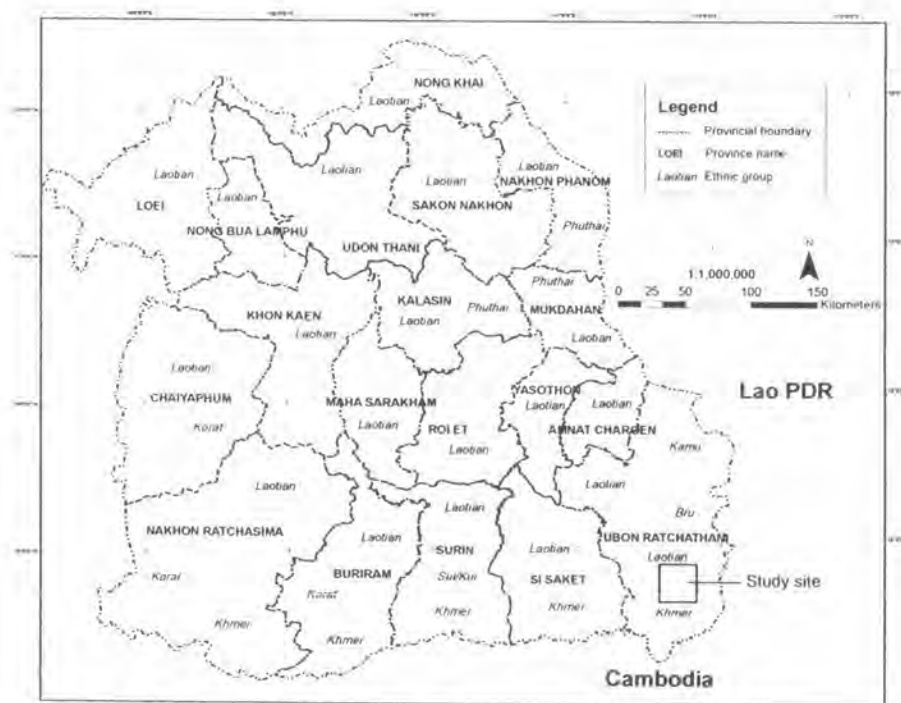 NONG KHAI
Laotian
Legend
Provincial boundary
LOEI Province name
Laotian Ethnic group
Laotian
LOEI
Laotian
NONG BUA LAMPHU
Laotian
UDON THANI
Laotian
SAKON NAKHON
Laotian
NAKHON PHANOM
Phuthai
N
1:1,000,000
0 25 50 100 150
Kilometers
KHON KAEN
Laotian
KALASIN
Laotian
Phuthai
Phuthai
MUKDAHAN
Laotian
Lao PDR
Laotian
CHAIYAPHUM
Korat
MAHA SARAKHAM
Laotian
ROI ET
Laotian
YASOTHON
Laotian
Laotian
AMNAT CHAROEN
Kamu
Laotian
Bru
UBON RATCHATHANI
Laotian
Study site
Khmer
Laotian
NAKHON RATCHASIMA
Korat
Khmer
Laotian
BURIRAM
Korat
Khmer
Laotian
SURIN
Sui/Kui
Khmer
Laotian
SI SAKET
Khmer
Cambodia